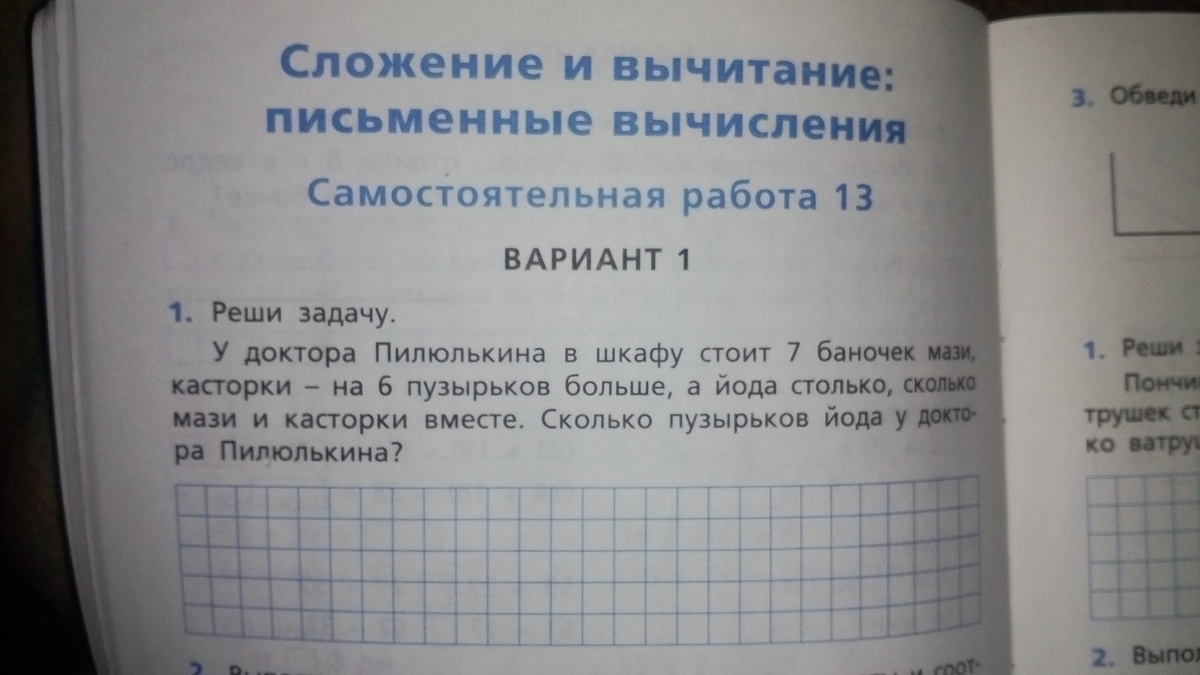 Сложение и вычитание:
письменные вычисления
Самостоятельная работа 13
ВАРИАНТ 1
1. Реши задачу.
У доктора Пилюлькина в шкафу стоит 7 баночек мази,
касторки – на 6 пузырьков больше, а йода столько, сколько
мази и касторки вместе. Сколько пузырьков йода у докто-
ра Пилюлькина?
2.
и соот-
3. Обведи
1. Реши
Пончи
трушек ст
ко ватру
2. Выпол